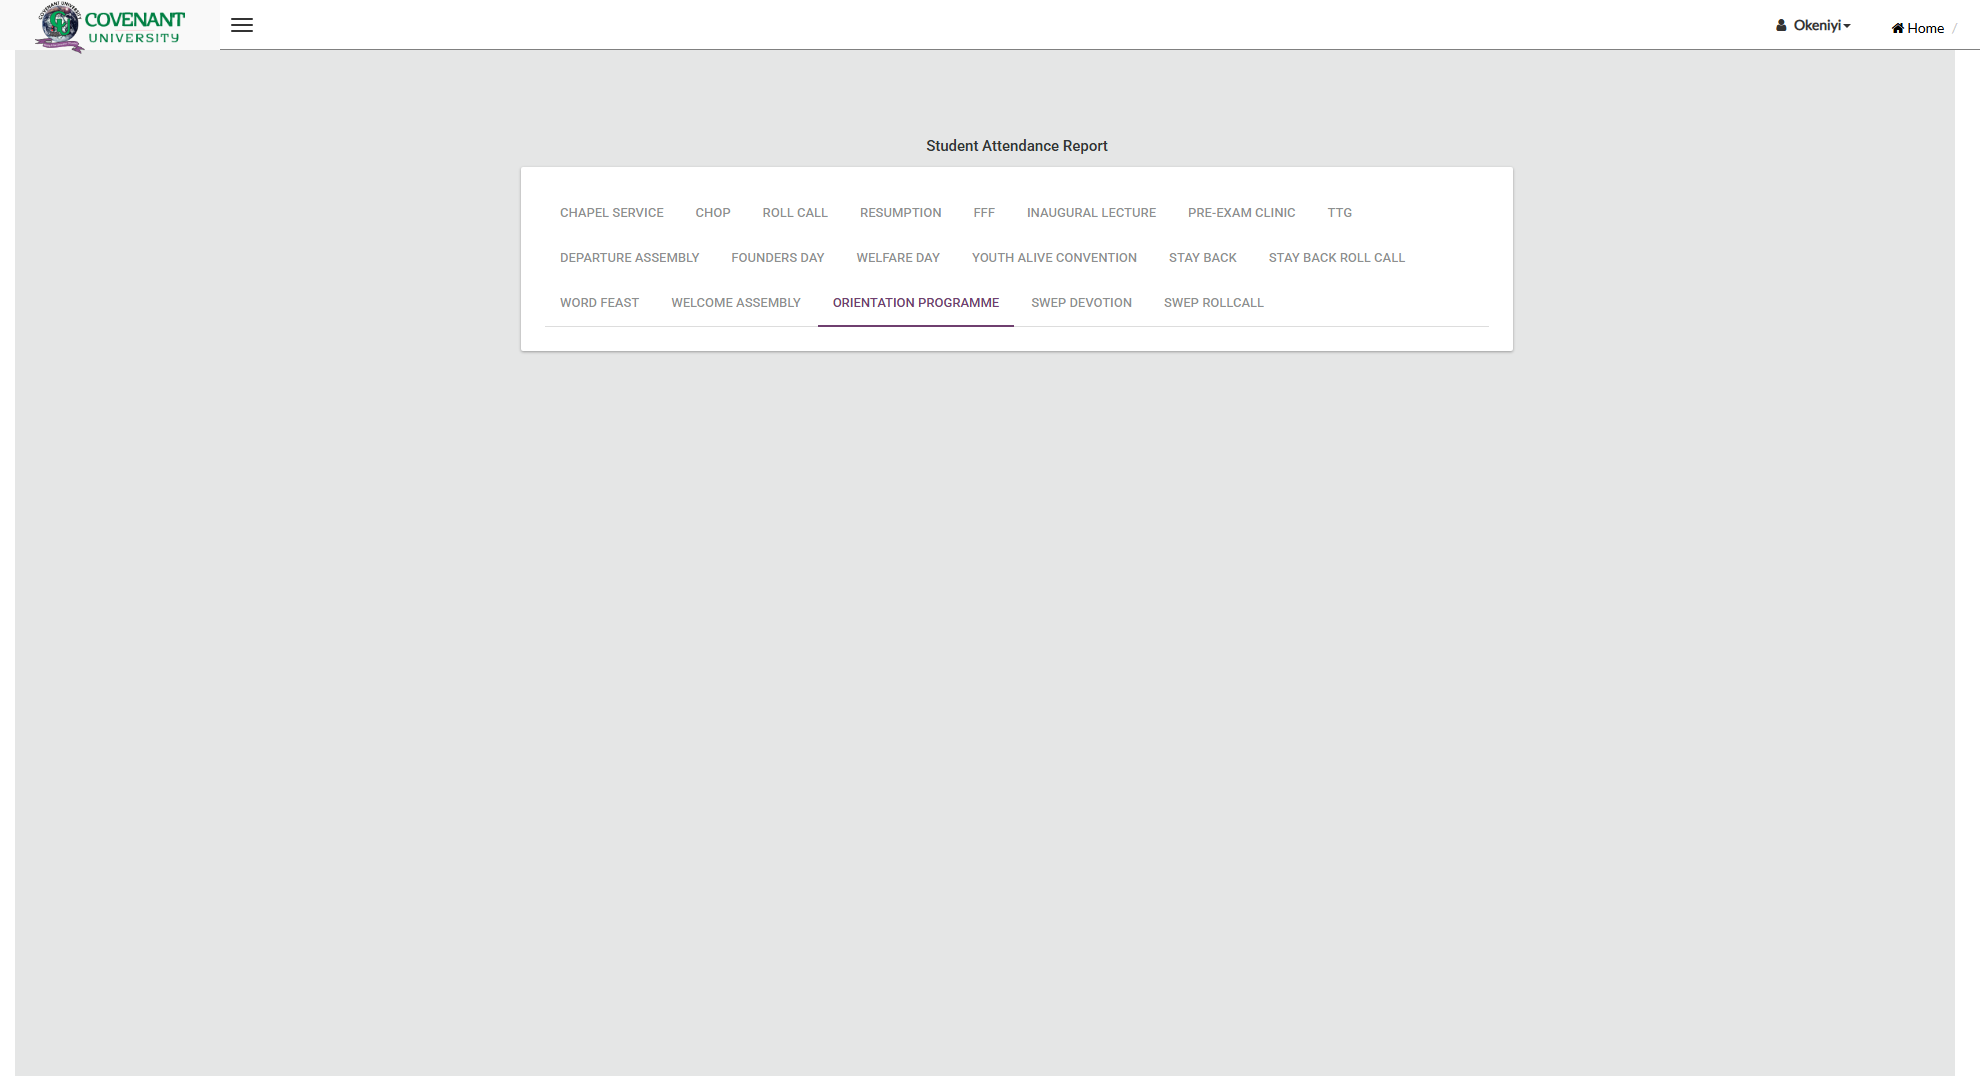 COVENANT UNIVERSITY
COVENANT
UNIVERSITY
Okeniyi
Home /
Student Attendance Report
CHAPEL SERVICE CHOP ROLL CALL RESUMPTION FFF INAUGURAL LECTURE PRE-EXAM CLINIC TTG
DEPARTURE ASSEMBLY FOUNDERS DAY WELFARE DAY YOUTH ALIVE CONVENTION STAY BACK STAY BACK ROLL CALL
WORD FEAST WELCOME ASSEMBLY ORIENTATION PROGRAMME SWEP DEVOTION SWEP ROLLCALL